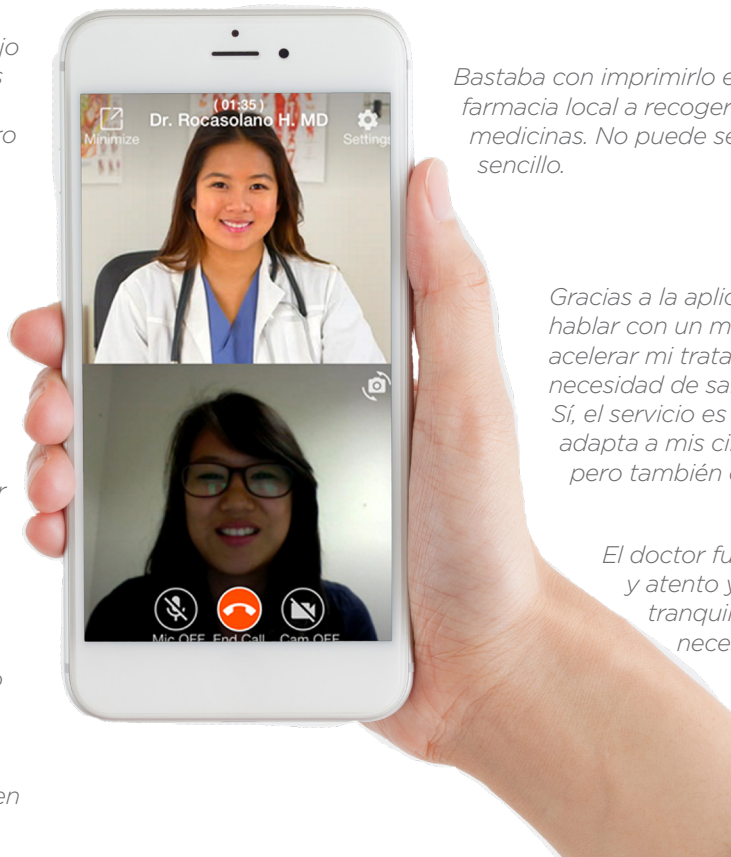 jo
s
ro
r
o
en
( 01:35 )
Dr. Rocasolano H. MD
Minimize
Settings
Mic OFF End Call Cam OFF
Bastaba con imprimirlo e
farmacia local a recoger
medicinas. No puede se
sencillo.
Gracias a la aplic
hablar con un m
acelerar mi trata
necesidad de sa
Sí, el servicio es
adapta a mis ci
pero también
El doctor fu
y atento y
tranqui
nece